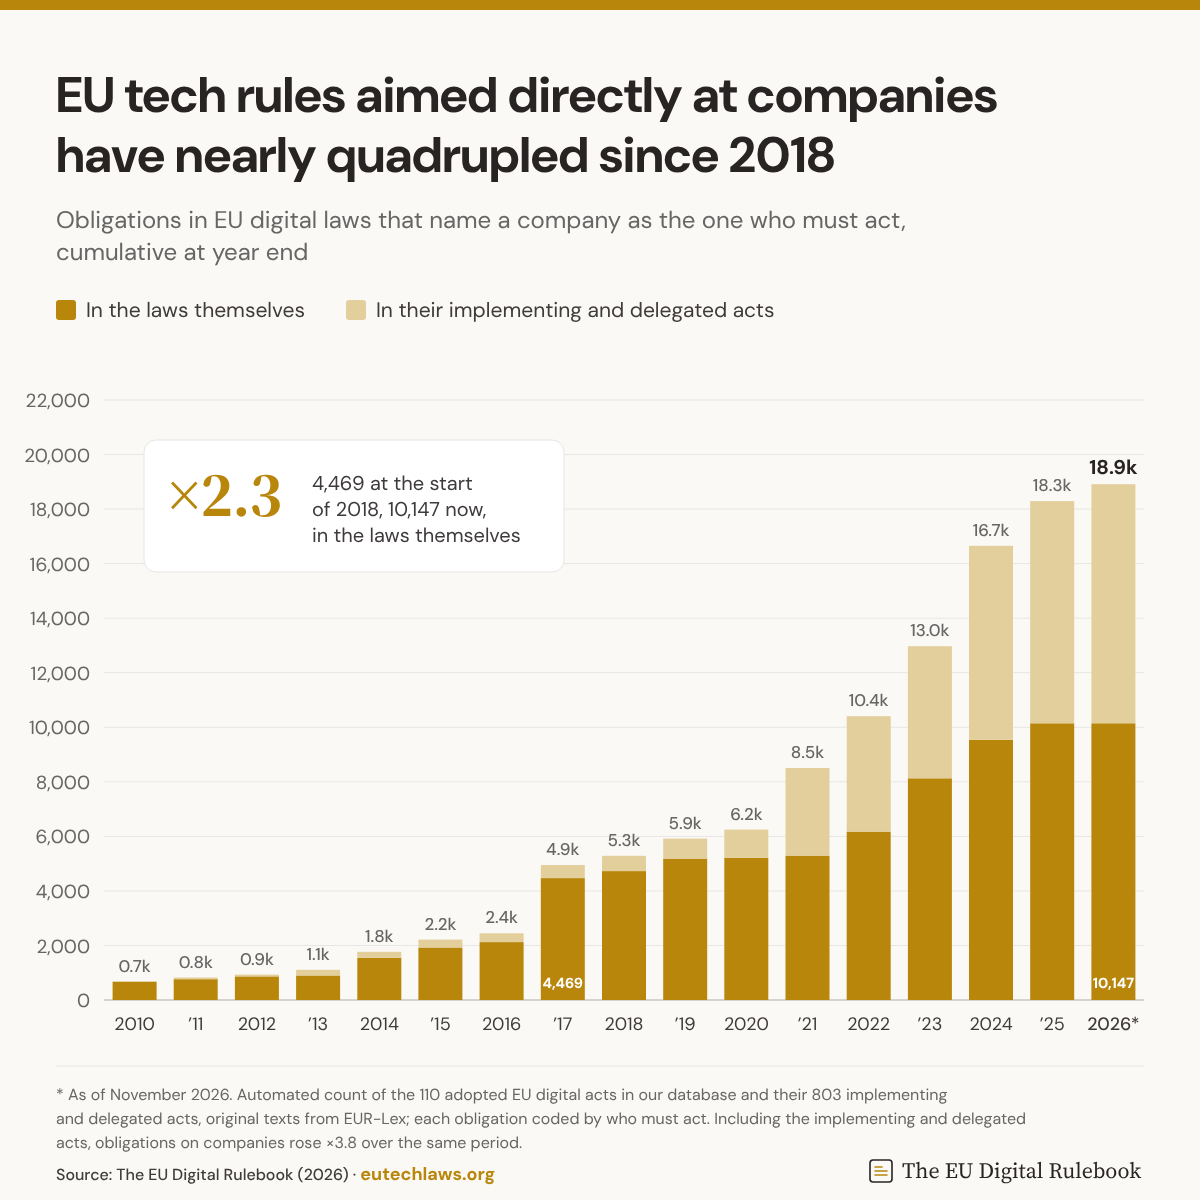 EU tech rules aimed directly at companies
have nearly quadrupled since 2018
Obligations in EU digital laws that name a company as the one who must act,
cumulative at year end
In the laws themselves
In their implementing and delegated acts
22,000
20,000
18,000
16,000
14,000
12,000
10,000
8,000
6,000
4,000
2,000
0
×2.3
4,469 at the start
of 2018, 10,147 now,
in the laws themselves
0.7k
0.8k
0.9k
1.1k
1.8k
2.2k
2.4k
4.9k
5.3k
5.9k
6.2k
8.5k
10.4k
13.0k
16.7k
18.3k
18.9k
4,469
10,147
2010
’11
2012
’13
2014
’15
2016
’17
2018
’19
2020
’21
2022
’23
2024
’25
2026*
* As of November 2026. Automated count of the 110 adopted EU digital acts in our database and their 803 implementing
and delegated acts, original texts from EUR-Lex; each obligation coded by who must act. Including the implementing and delegated
acts, obligations on companies rose ×3.8 over the same period.
Source: The EU Digital Rulebook (2026) · eutechlaws.org
The EU Digital Rulebook